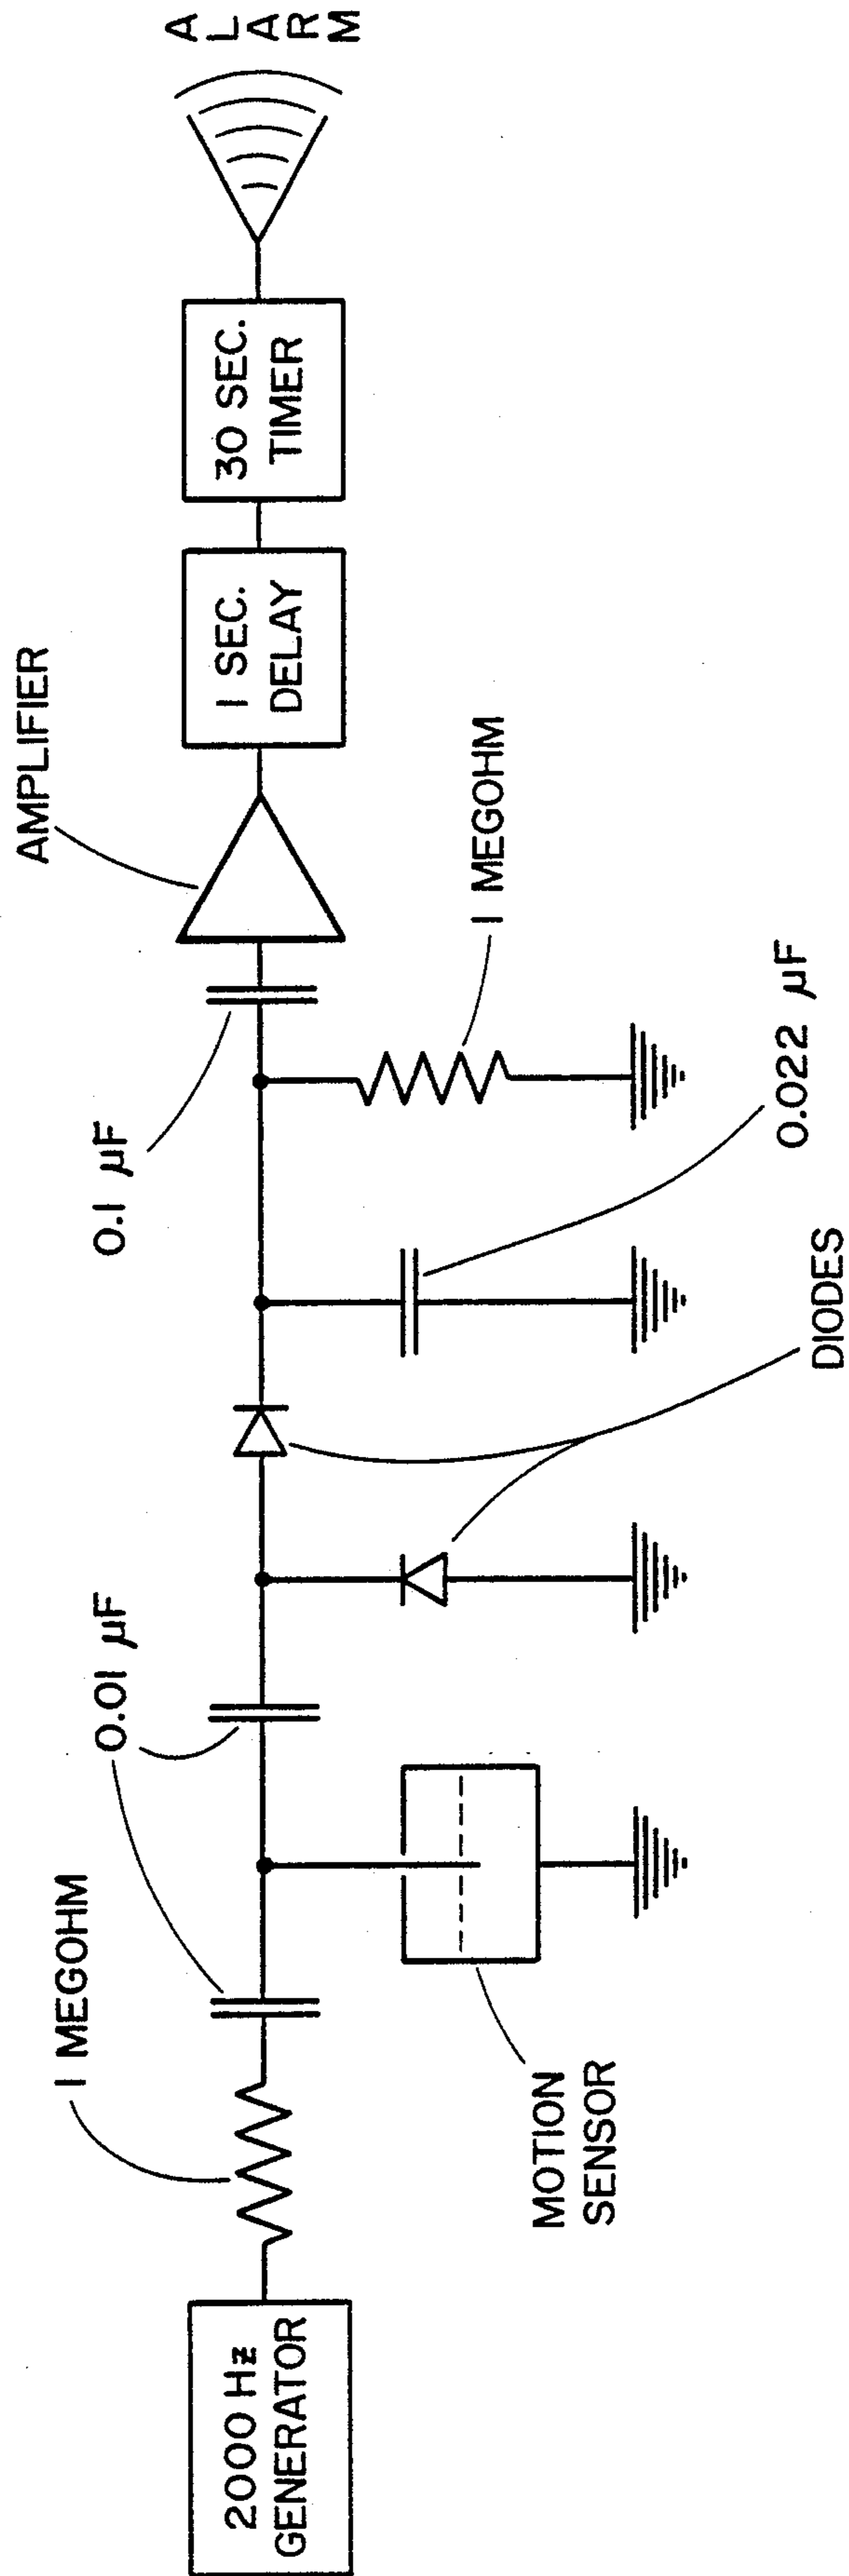 2000 Hz
GENERATOR
1 MEGOHM
MOTION
SENSOR
0.01 µF
DIODES
0.022 µF
0.1 µF
1 MEGOHM
AMPLIFIER
1 SEC.
DELAY
30 SEC.
TIMER
ALARM